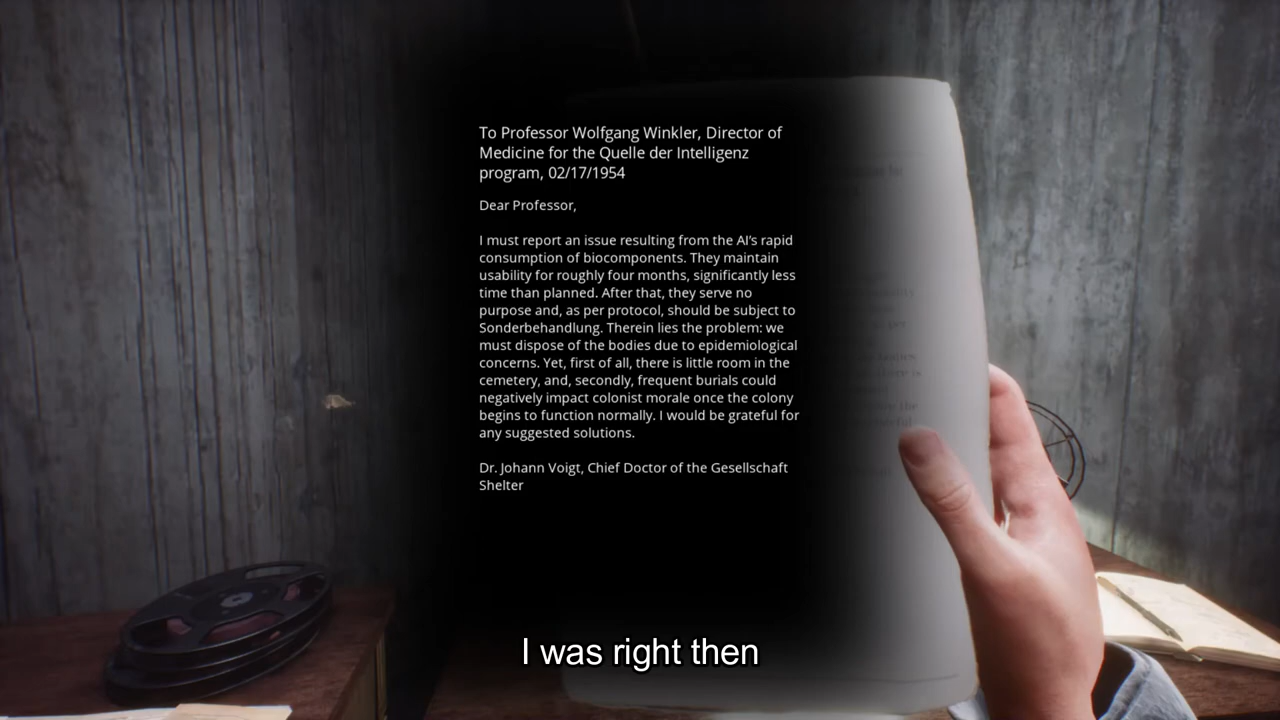 To Professor Wolfgang Winkler, Director of
Medicine for the Quelle der Intelligenz
program, 02/17/1954
Dear Professor,
I must report an issue resulting from the AI's rapid
consumption of biocomponents. They maintain
usability for roughly four months, significantly less
time than planned. After that, they serve no
purpose and, as per protocol, should be subject to
Sonderbehandlung. Therein lies the problem: we
must dispose of the bodies due to epidemiological
concerns. Yet, first of all, there is little room in the
cemetery, and, secondly, frequent burials could
negatively impact colonist morale once the colony
begins to function normally. I would be grateful for
any suggested solutions.
Dr. Johann Voigt, Chief Doctor of the Gesellschaft
Shelter
I was right then